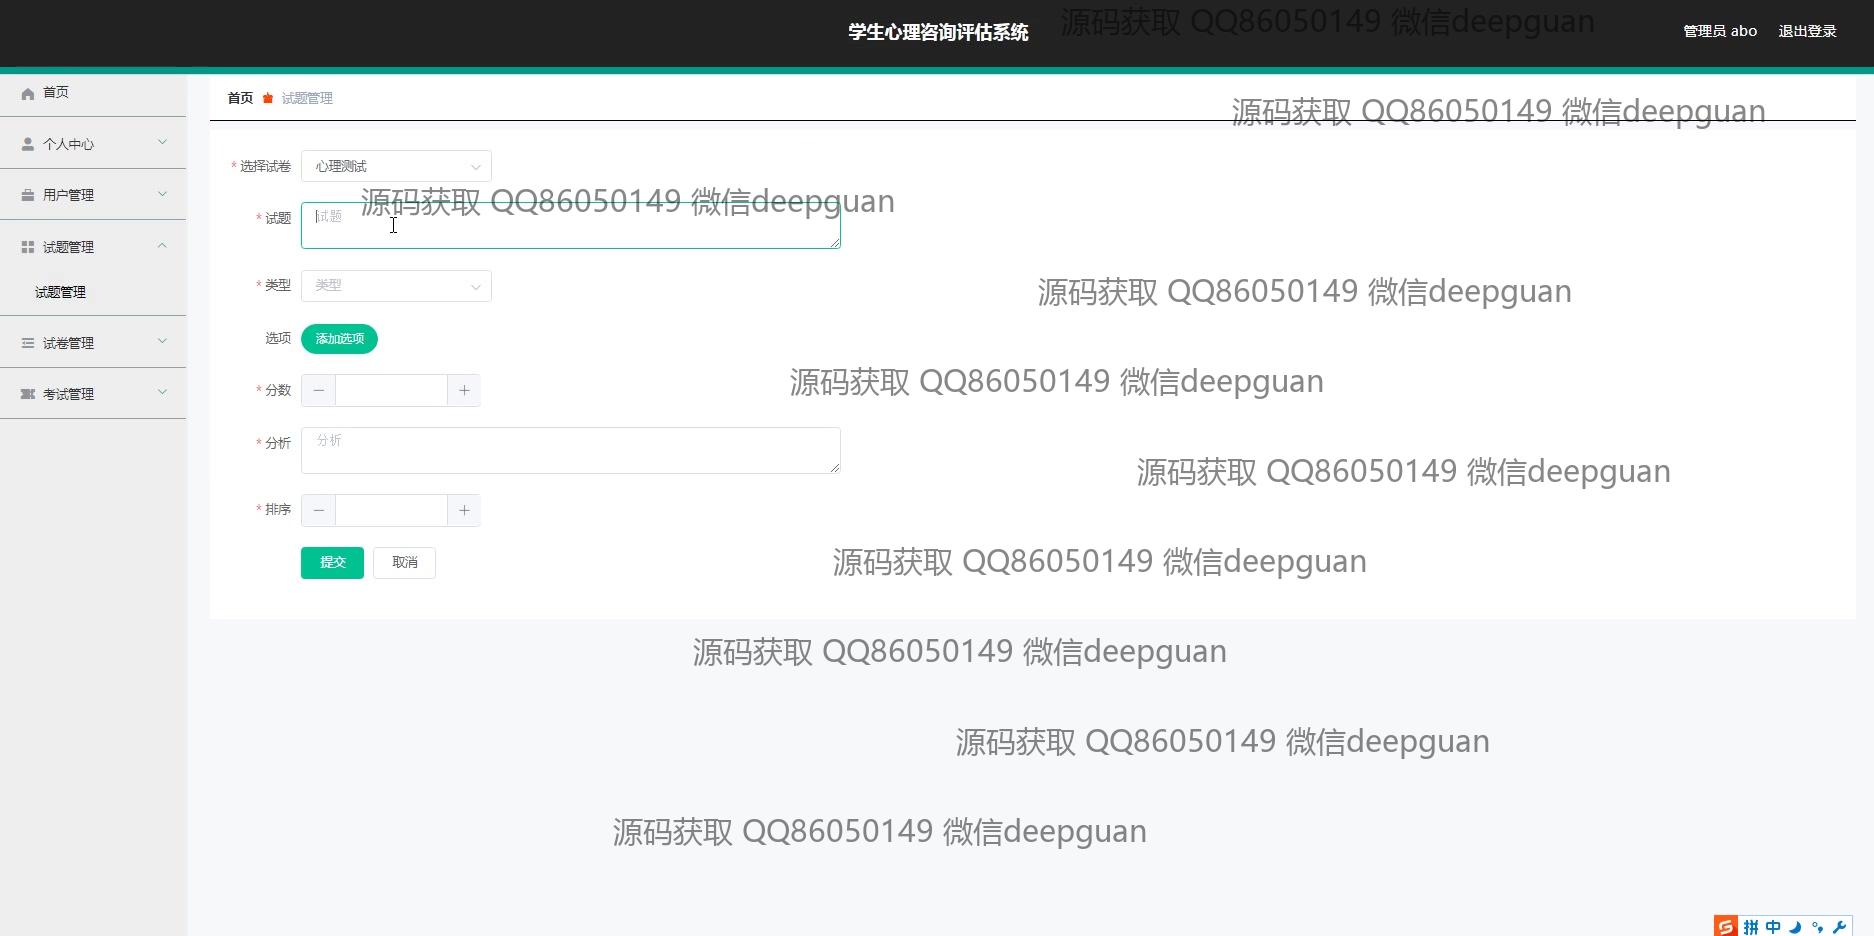 学生心理咨询评估系统
源码获取 QQ86050149 微信deepguan
管理员 abo
退出登录
首页
个人中心
用户管理
试题管理
试题管理
试卷管理
考试管理
首页 试题管理
源码获取 QQ86050149 微信deepguan
* 选择试卷 心理测试
源码获取 QQ86050149 微信deepguan
* 试题 试题
* 类型 类型
源码获取 QQ86050149 微信deepguan
选项 添加选项
* 分数
源码获取 QQ86050149 微信deepguan
* 分析 分析
源码获取 QQ86050149 微信deepguan
* 排序
提交 取消
源码获取 QQ86050149 微信deepguan
源码获取 QQ86050149 微信deepguan
源码获取 QQ86050149 微信deepguan
源码获取 QQ86050149 微信deepguan
拼 中